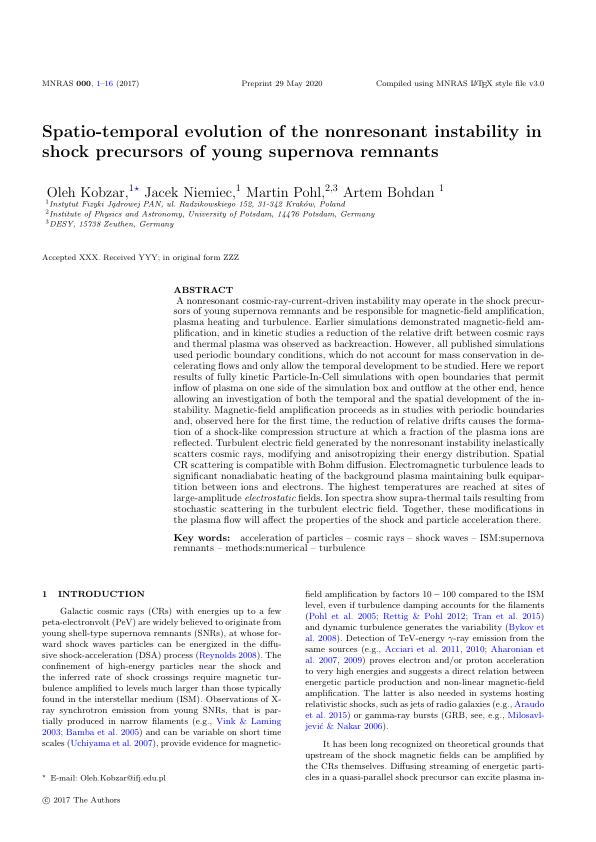 MNRAS 000, 1–16 (2017)
Preprint 29 May 2020
Compiled using MNRAS LATEX style file v3.0
Spatio-temporal evolution of the nonresonant instability in
shock precursors of young supernova remnants
Oleh Kobzar,1⋆ Jacek Niemiec,1 Martin Pohl,2,3 Artem Bohdan 1
1Instytut Fizyki Jądrowej PAN, ul. Radzikowskiego 152, 31-342 Kraków, Poland
2Institute of Physics and Astronomy, University of Potsdam, 14476 Potsdam, Germany
3DESY, 15738 Zeuthen, Germany
Accepted XXX. Received YYY; in original form ZZZ
ABSTRACT
A nonresonant cosmic-ray-current-driven instability may operate in the shock precur-
sors of young supernova remnants and be responsible for magnetic-field amplification,
plasma heating and turbulence. Earlier simulations demonstrated magnetic-field am-
plification, and in kinetic studies a reduction of the relative drift between cosmic rays
and thermal plasma was observed as backreaction. However, all published simulations
used periodic boundary conditions, which do not account for mass conservation in de-
celerating flows and only allow the temporal development to be studied. Here we report
results of fully kinetic Particle-In-Cell simulations with open boundaries that permit
inflow of plasma on one side of the simulation box and outflow at the other end, hence
allowing an investigation of both the temporal and the spatial development of the in-
stability. Magnetic-field amplification proceeds as in studies with periodic boundaries
and, observed here for the first time, the reduction of relative drifts causes the forma-
tion of a shock-like compression structure at which a fraction of the plasma ions are
reflected. Turbulent electric field generated by the nonresonant instability inelastically
scatters cosmic rays, modifying and anisotropizing their energy distribution. Spatial
CR scattering is compatible with Bohm diffusion. Electromagnetic turbulence leads to
significant nonadiabatic heating of the background plasma maintaining bulk equipar-
tition between ions and electrons. The highest temperatures are reached at sites of
large-amplitude electrostatic fields. Ion spectra show supra-thermal tails resulting from
stochastic scattering in the turbulent electric field. Together, these modifications in
the plasma flow will affect the properties of the shock and particle acceleration there.
Key words: acceleration of particles – cosmic rays – shock waves – ISM:supernova
remnants – methods:numerical – turbulence
1 INTRODUCTION
Galactic cosmic rays (CRs) with energies up to a few
peta-electronvolt (PeV) are widely believed to originate from
young shell-type supernova remnants (SNRs), at whose for-
ward shock waves particles can be energized in the diffu-
sive shock-acceleration (DSA) process (Reynolds 2008). The
confinement of high-energy particles near the shock and
the inferred rate of shock crossings require magnetic tur-
bulence amplified to levels much larger than those typically
found in the interstellar medium (ISM). Observations of X-
ray synchrotron emission from young SNRs, that is par-
tially produced in narrow filaments (e.g., Vink & Laming
2003; Bamba et al. 2005) and can be variable on short time
scales (Uchiyama et al. 2007), provide evidence for magnetic-
⋆ E-mail: Oleh.Kobzar@ifj.edu.pl
© 2017 The Authors
field amplification by factors 10 − 100 compared to the ISM
level, even if turbulence damping accounts for the filaments
(Pohl et al. 2005; Rettig & Pohl 2012; Tran et al. 2015)
and dynamic turbulence generates the variability (Bykov et
al. 2008). Detection of TeV-energy γ-ray emission from the
same sources (e.g., Acciari et al. 2011, 2010; Aharonian et
al. 2007, 2009) proves electron and/or proton acceleration
to very high energies and suggests a direct relation between
energetic particle production and non-linear magnetic-field
amplification. The latter is also needed in systems hosting
relativistic shocks, such as jets of radio galaxies (e.g., Araudo
et al. 2015) or gamma-ray bursts (GRB, see, e.g., Milosavl-
jević & Nakar 2006).
It has been long recognized on theoretical grounds that
upstream of the shock magnetic fields can be amplified by
the CRs themselves. Diffusing streaming of energetic parti-
cles in a quasi-parallel shock precursor can excite plasma in-